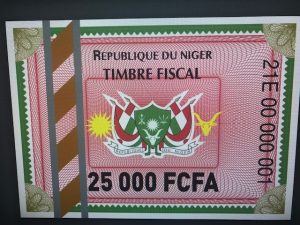 REPUBLIQUE DU NIGER
TIMBRE FISCAL
25 000 FCFA
21E 00 000 001